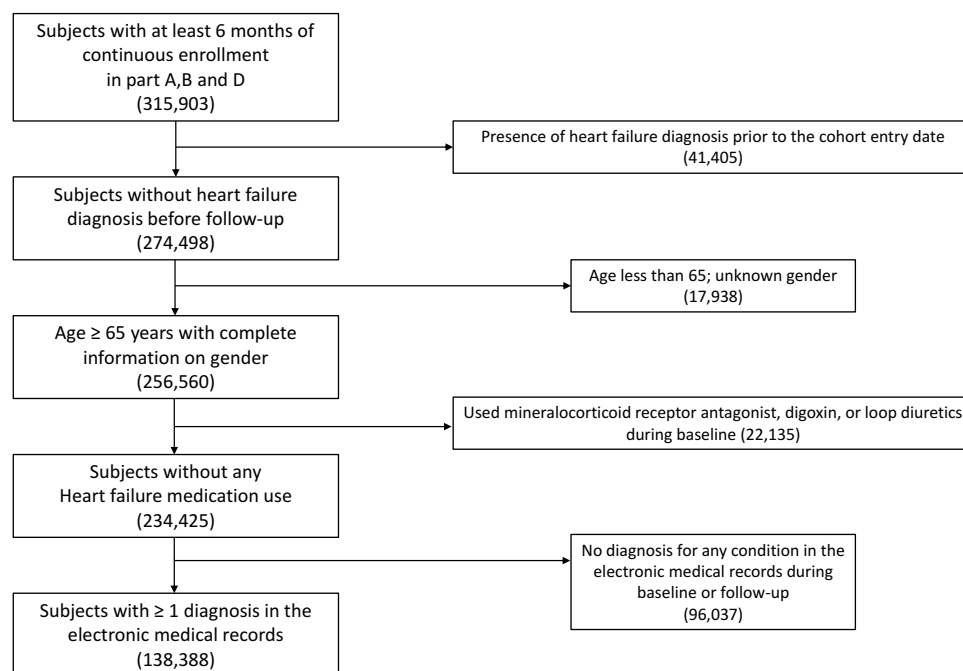 Subjects with at least 6 months of
continuous enrollment
in part A,B and D
(315,903)
Presence of heart failure diagnosis prior to the cohort entry date
(41,405)
Subjects without heart failure
diagnosis before follow-up
(274,498)
Age less than 65; unknown gender
(17,938)
Age ≥ 65 years with complete
information on gender
(256,560)
Used mineralocorticoid receptor antagonist, digoxin, or loop diuretics
during baseline (22,135)
Subjects without any
Heart failure medication use
(234,425)
No diagnosis for any condition in the
electronic medical records during
baseline or follow-up
(96,037)
Subjects with ≥ 1 diagnosis in the
electronic medical records
(138,388)